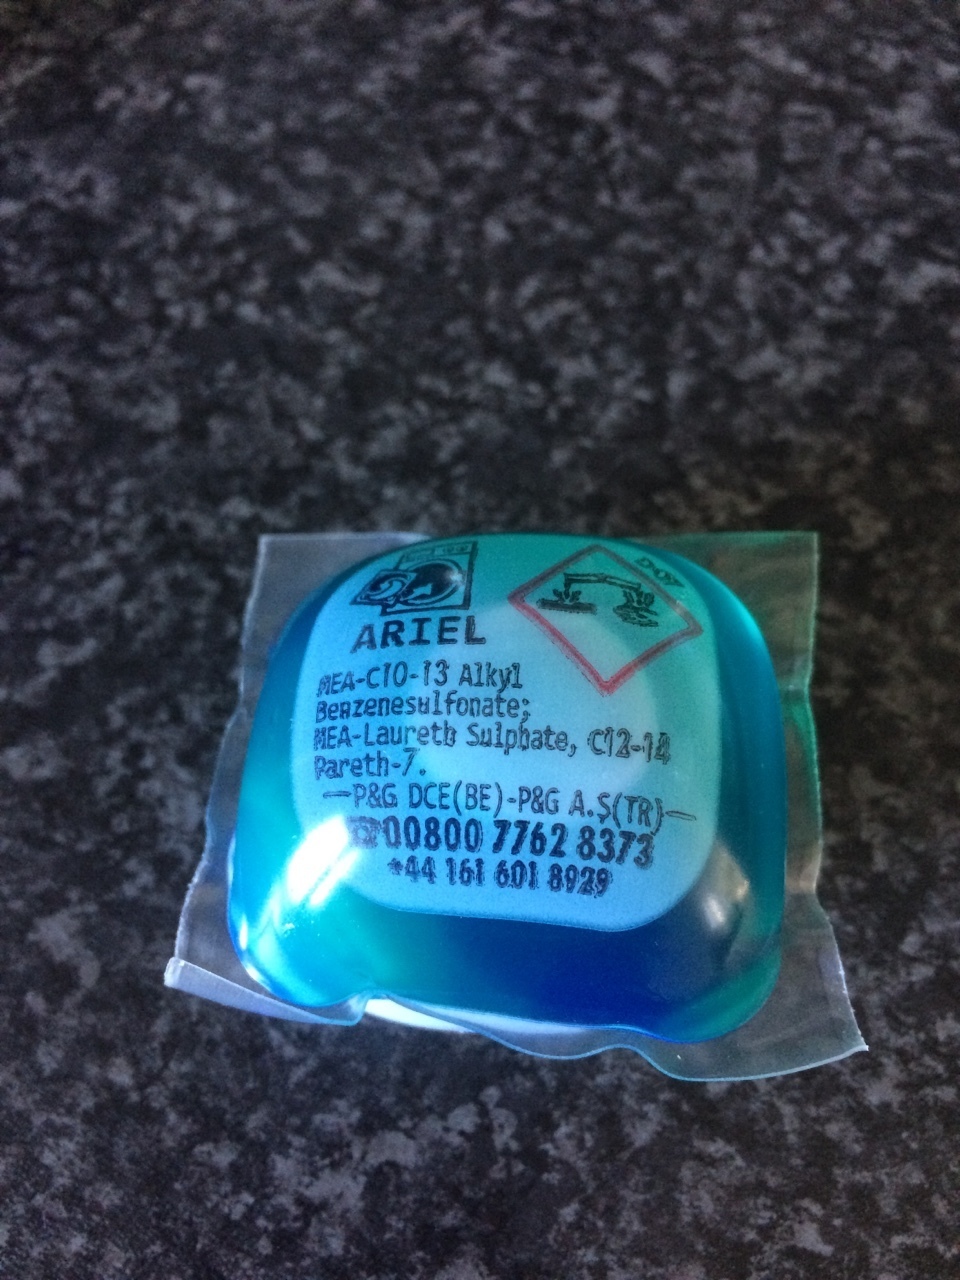 ARIEL
MEA-C10-13 Alkyl
Benzenesulfonate;
MEA-Laureth Sulphate, C12-14
Pareth-7.
—P&G DCE(BE)-P&G A.Ş(TR)—
☎00800 7762 8373
+44 161 601 8929